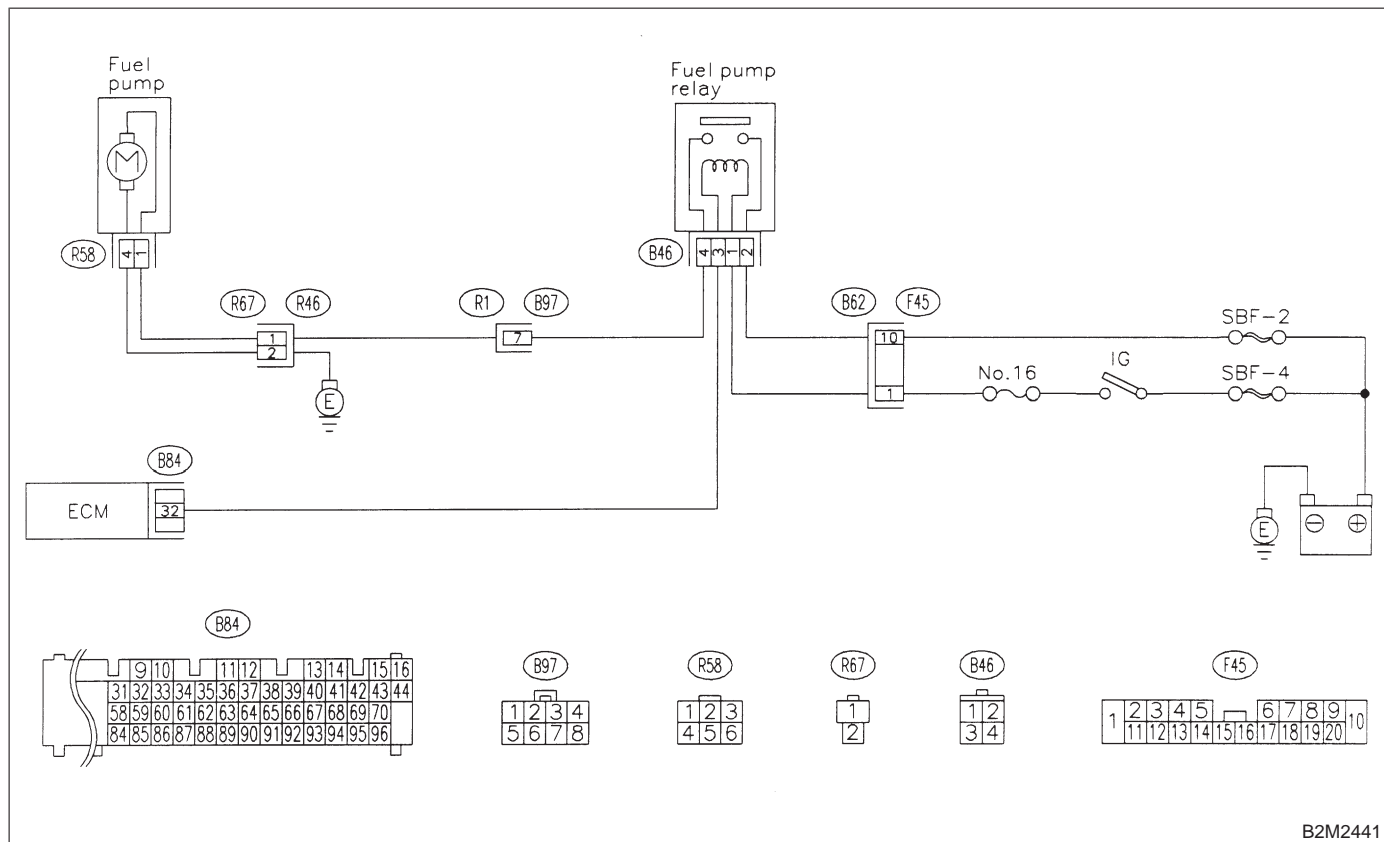 Fuel
pump
Fuel pump
relay
M
R58
4 1
B46
4 3 1 2
R67 R46
R1 B97
B62 F45
SBF-2
1
2
7
10
1
No.16
IG
SBF-4
E
B84
ECM
32
E
⊖ ⊕
B84
9 10 11 12 13 14 15 16
31 32 33 34 35 36 37 38 39 40 41 42 43 44
58 59 60 61 62 63 64 65 66 67 68 69 70
84 85 86 87 88 89 90 91 92 93 94 95 96
B97
1 2 3 4
5 6 7 8
R58
1 2 3
4 5 6
R67
1
2
B46
1 2
3 4
F45
1 2 3 4 5 6 7 8 9 10
11 12 13 14 15 16 17 18 19 20
B2M2441